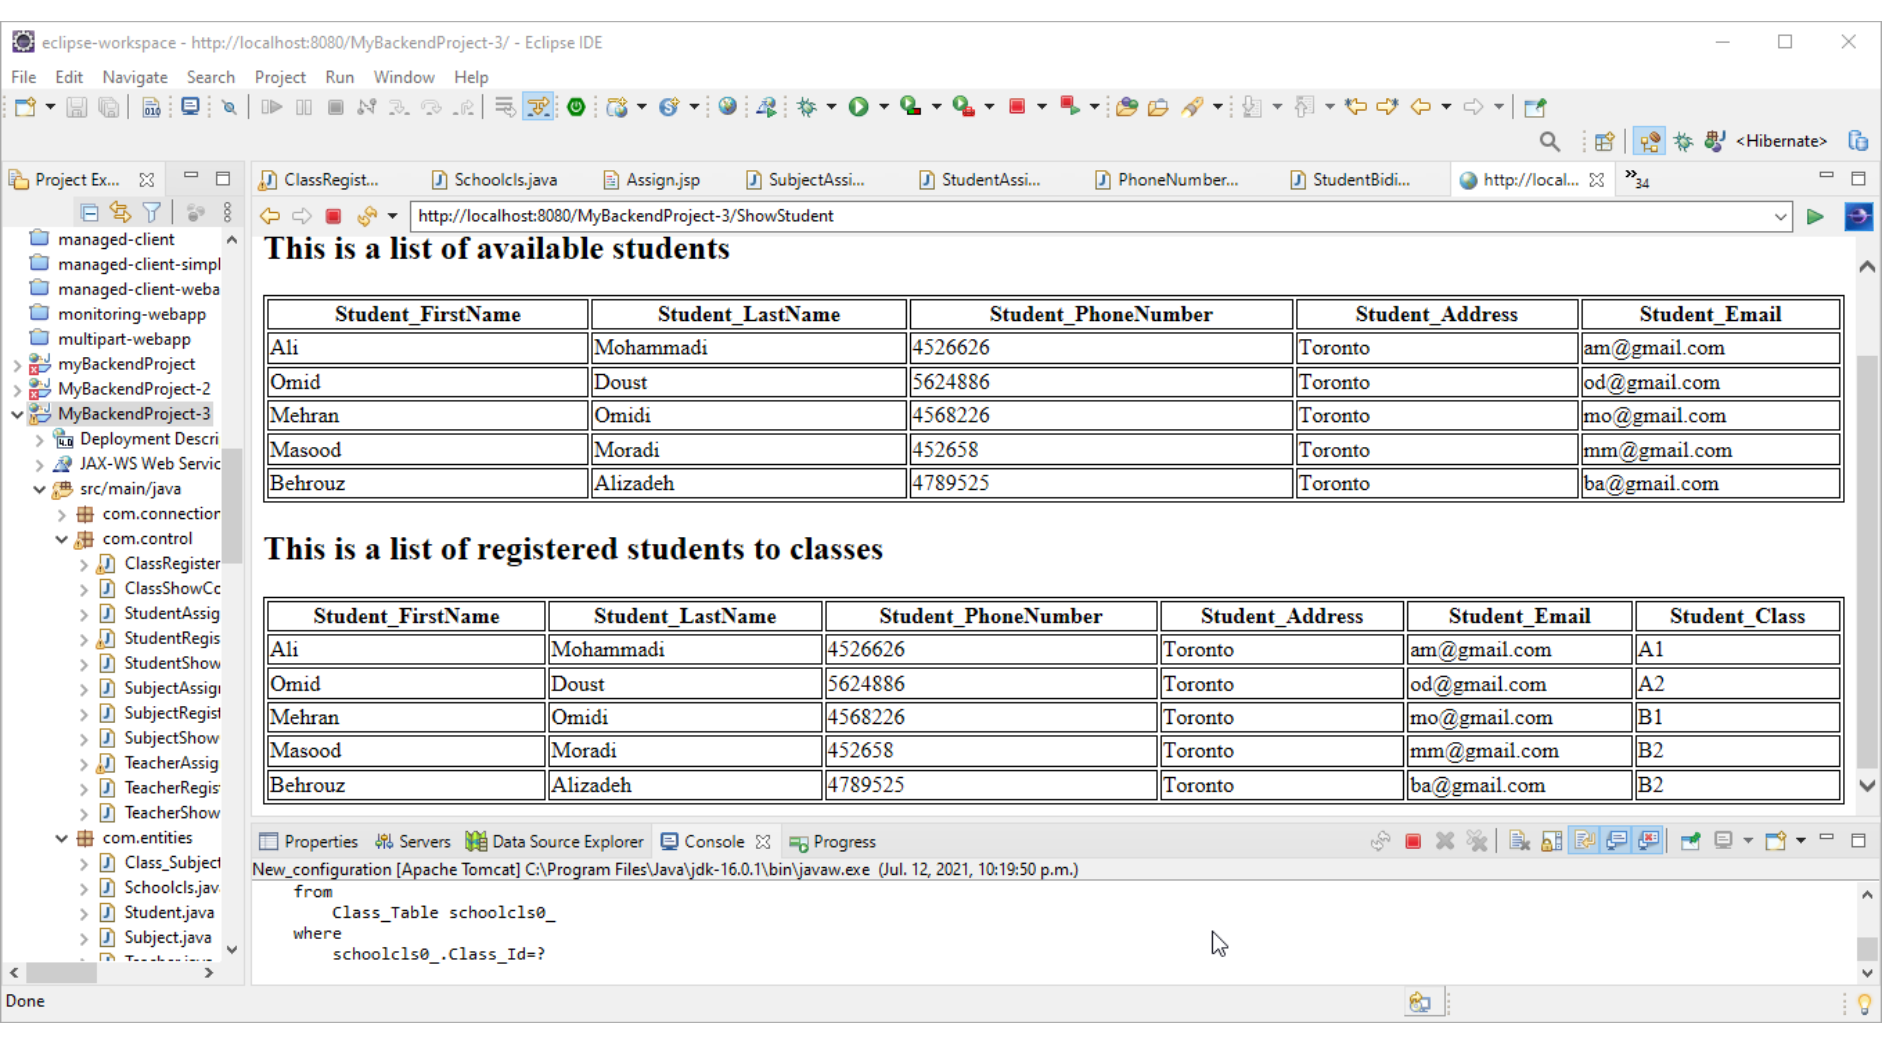 eclipse-workspace - http://localhost:8080/MyBackendProject-3/ - Eclipse IDE
File Edit Navigate Search Project Run Window Help
<Hibernate>
Project Ex...
ClassRegist... Schoolcls.java Assign.jsp SubjectAssi... StudentAssi... PhoneNumber... StudentBidi... http://local... »34
http://localhost:8080/MyBackendProject-3/ShowStudent
managed-client
managed-client-simpl
managed-client-weba
monitoring-webapp
multipart-webapp
myBackendProject
MyBackendProject-2
MyBackendProject-3
Deployment Descri
JAX-WS Web Servic
src/main/java
com.connection
com.control
ClassRegister
ClassShowCo
StudentAssig
StudentRegis
StudentShow
SubjectAssign
SubjectRegist
SubjectShow
TeacherAssig
TeacherRegis
TeacherShow
com.entities
Class_Subject
Schoolcls.jav
Student.java
Subject.java
This is a list of available students
Student_FirstName Student_LastName Student_PhoneNumber Student_Address Student_Email
Ali Mohammadi 4526626 Toronto am@gmail.com
Omid Doust 5624886 Toronto od@gmail.com
Mehran Omidi 4568226 Toronto mo@gmail.com
Masood Moradi 452658 Toronto mm@gmail.com
Behrouz Alizadeh 4789525 Toronto ba@gmail.com
This is a list of registered students to classes
Student_FirstName Student_LastName Student_PhoneNumber Student_Address Student_Email Student_Class
Ali Mohammadi 4526626 Toronto am@gmail.com A1
Omid Doust 5624886 Toronto od@gmail.com A2
Mehran Omidi 4568226 Toronto mo@gmail.com B1
Masood Moradi 452658 Toronto mm@gmail.com B2
Behrouz Alizadeh 4789525 Toronto ba@gmail.com B2
Properties Servers Data Source Explorer Console Progress
New_configuration [Apache Tomcat] C:\Program Files\Java\jdk-16.0.1\bin\javaw.exe (Jul. 12, 2021, 10:19:50 p.m.)
from
Class_Table schoolcls0_
where
schoolcls0_.Class_Id=?
Done